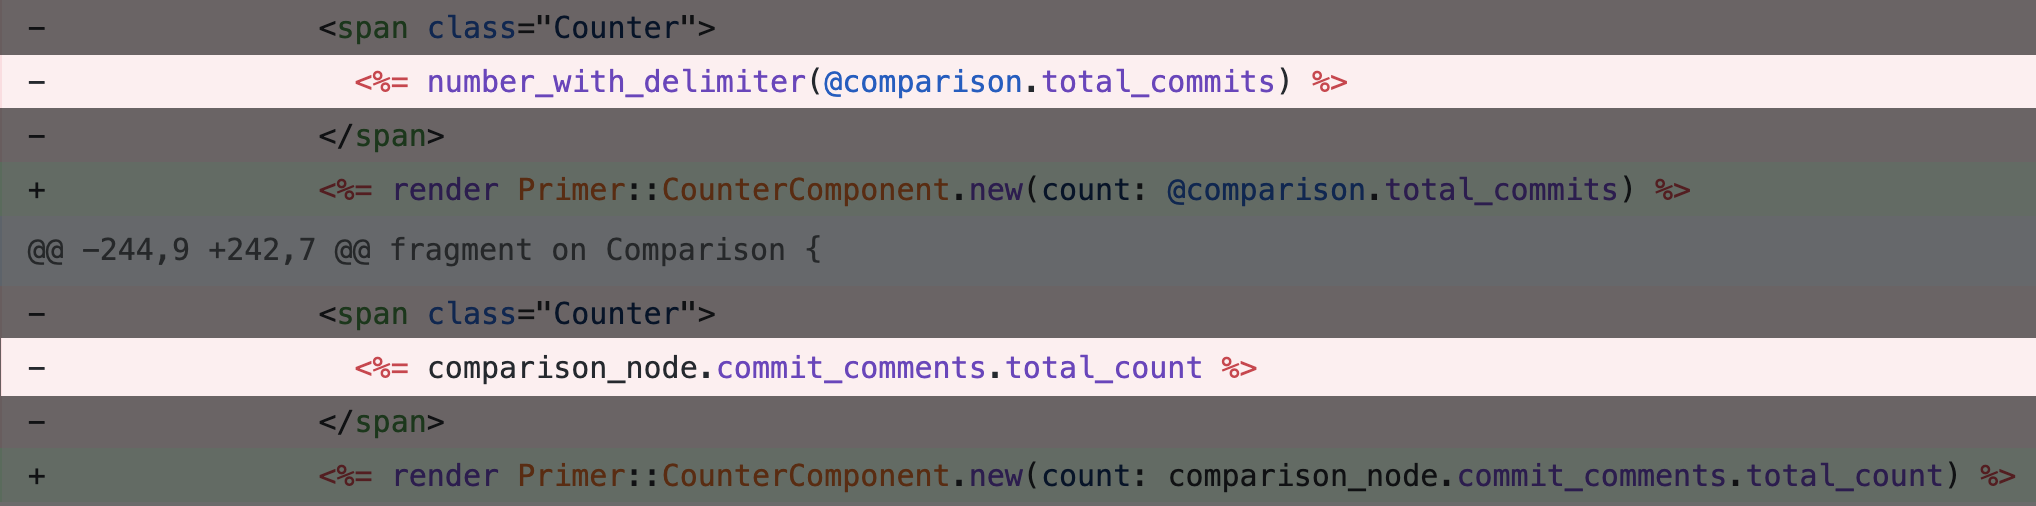 -               <span class="Counter">
-                 <%= number_with_delimiter(@comparison.total_commits) %>
-               </span>
+               <%= render Primer::CounterComponent.new(count: @comparison.total_commits) %>
@@ -244,9 +242,7 @@ fragment on Comparison {
-               <span class="Counter">
-                 <%= comparison_node.commit_comments.total_count %>
-               </span>
+               <%= render Primer::CounterComponent.new(count: comparison_node.commit_comments.total_count) %>